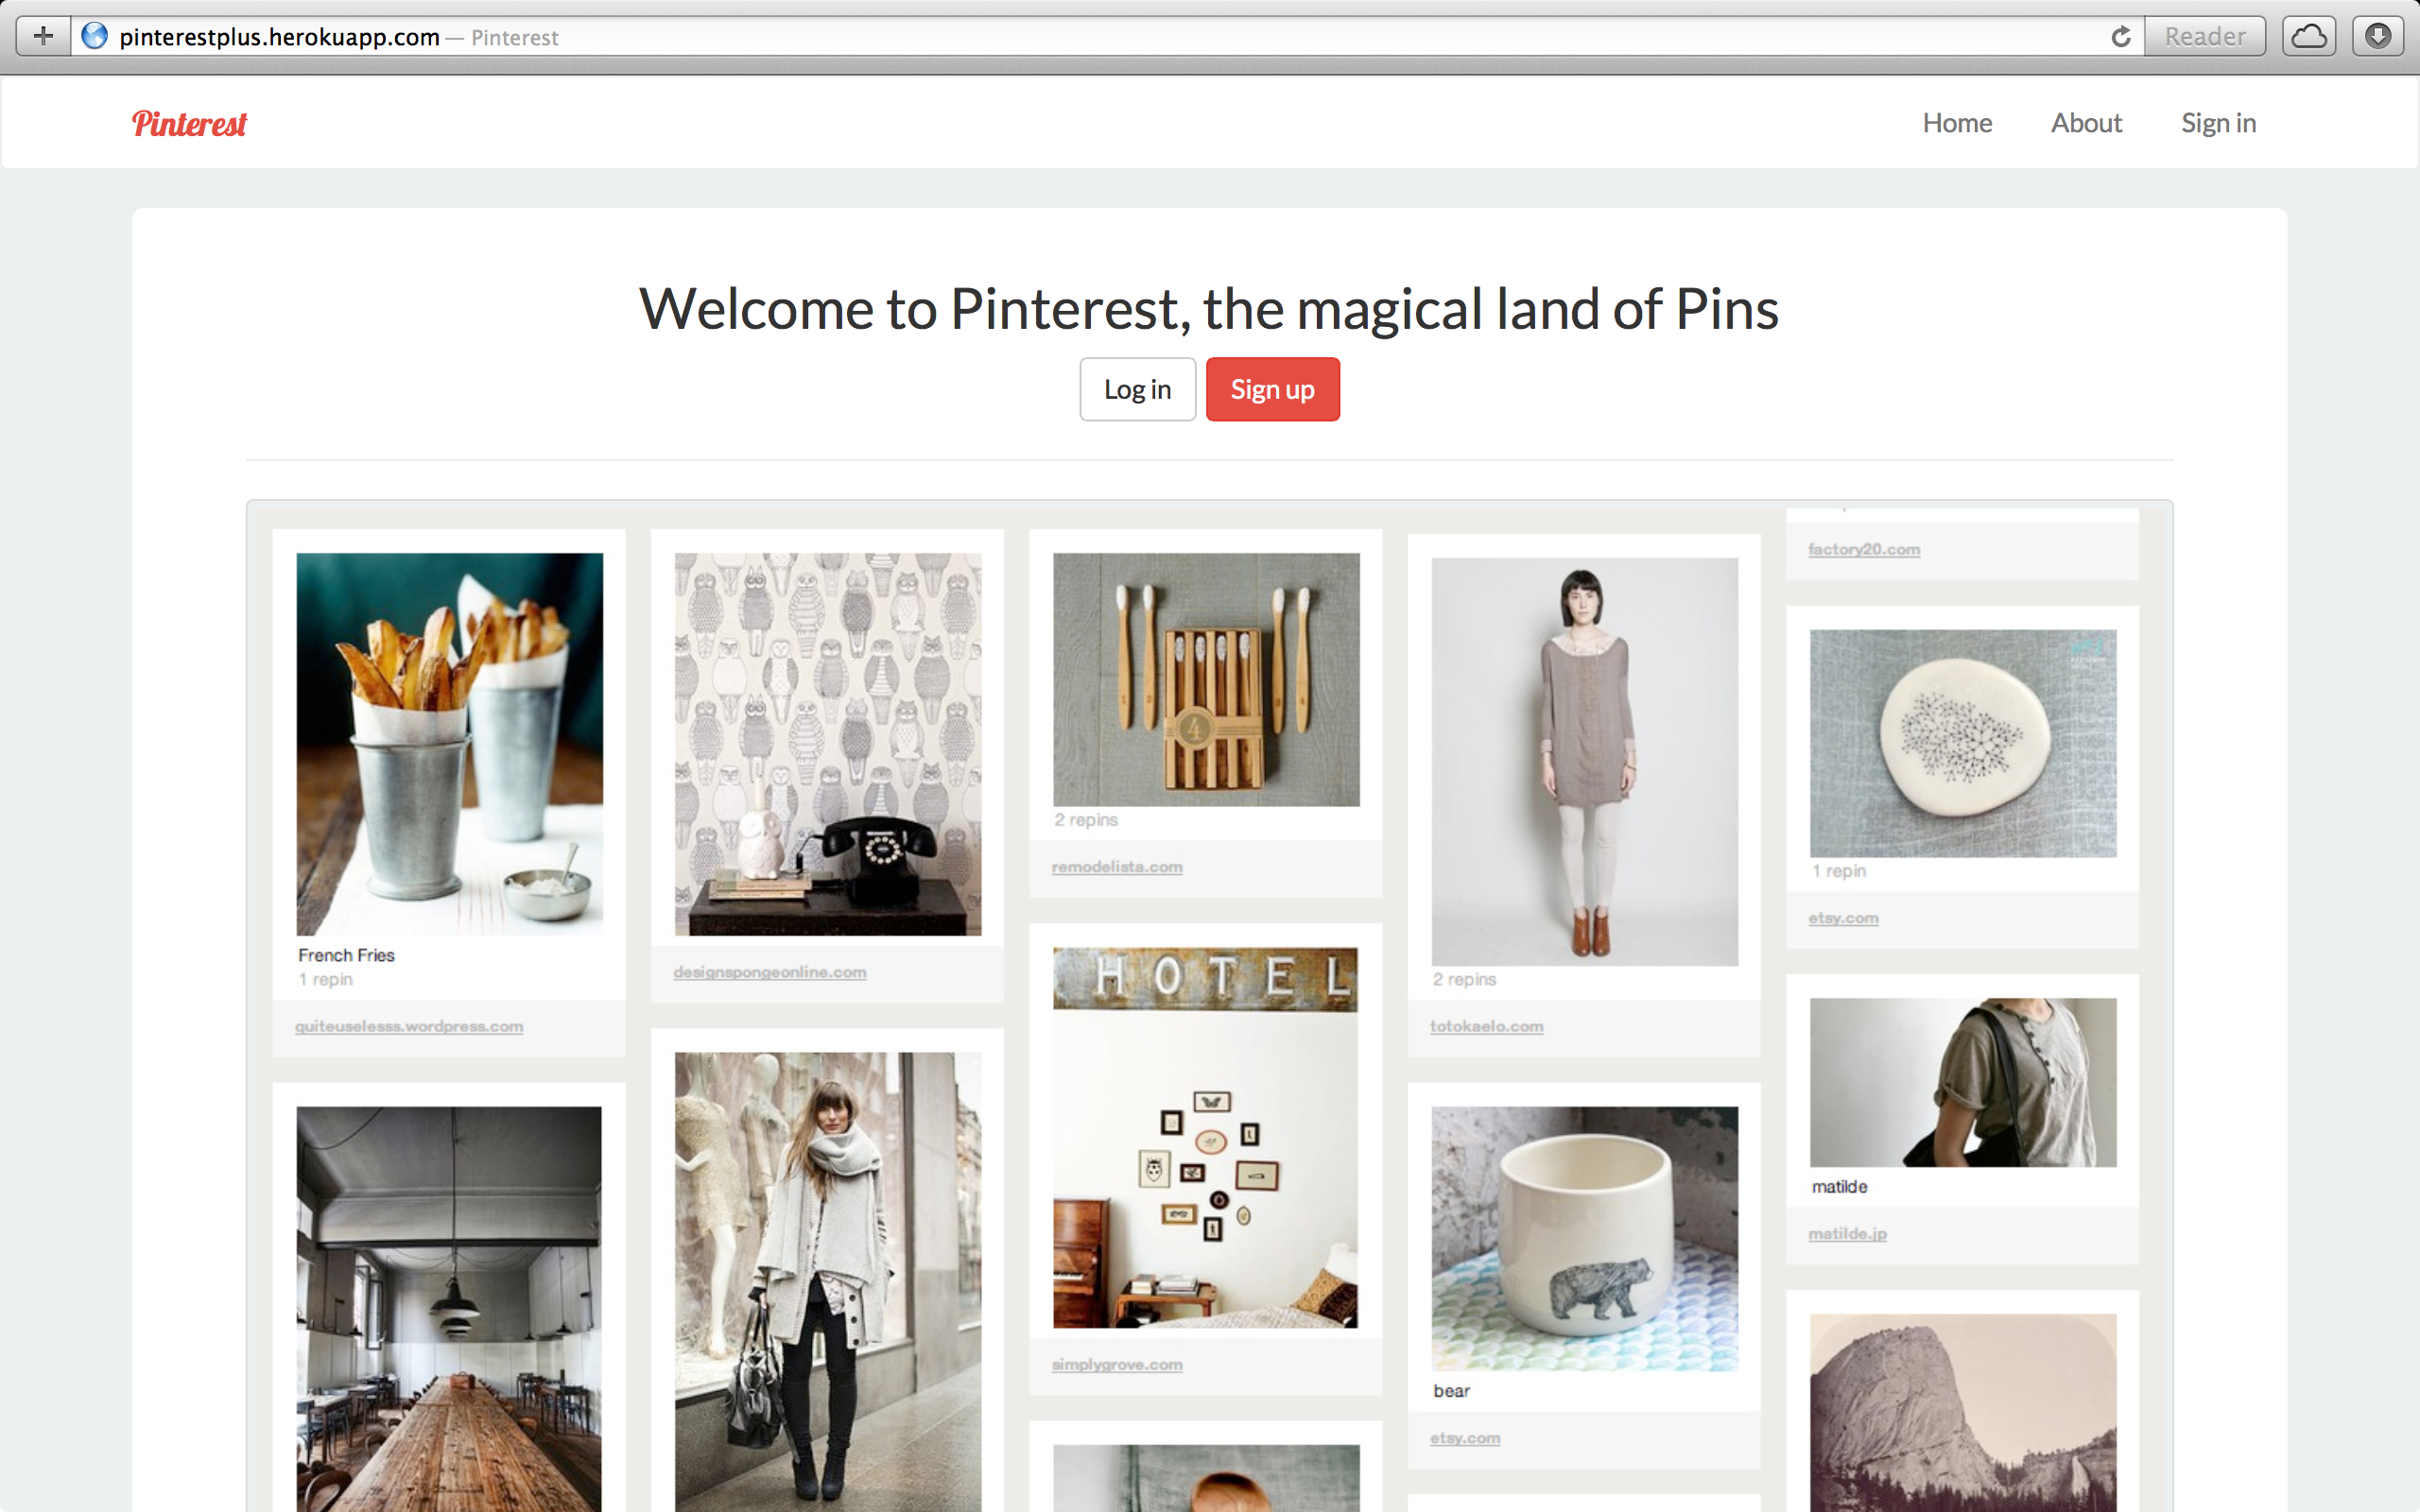 pinterestplus.herokuapp.com — Pinterest
Reader
Pinterest
Home
About
Sign in
Welcome to Pinterest, the magical land of Pins
Log in
Sign up
French Fries
1 repin
quiteuselesss.wordpress.com
designspongeonline.com
4
2 repins
remodelista.com
HOTEL
simplygrove.com
2 repins
totokaelo.com
bear
etsy.com
factory20.com
1 repin
etsy.com
matilde
matilde.jp